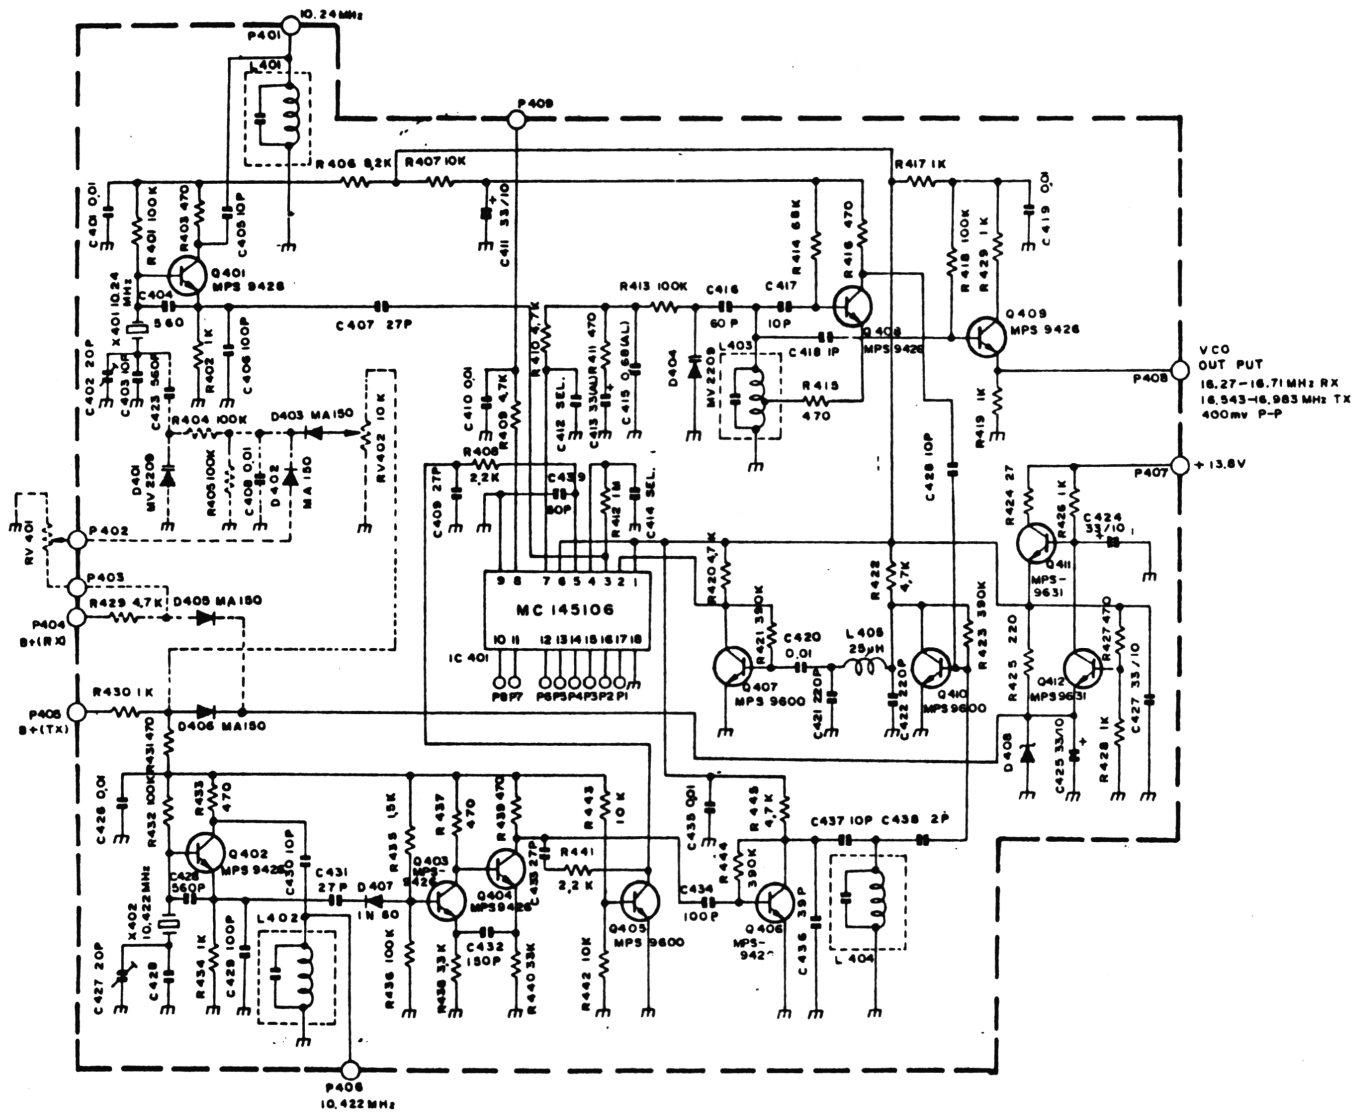 10.24MHz
P401
L401
P409
R406 8,2K
R407 10K
R417 1K
C401 0,01
R401 100K
R403 470
C405 10P
C411 33/10
+
R414 68K
R416 470
R418 100K
R429 1K
C419 0,01
Q401
MPS 9426
X401 10,24
MHz
C404
560
C407 27P
R413 100K
C416
60P
C417
10P
Q408
MPS 9426
Q409
MPS 9426
C402 20P
C403 10P
C423 560P
R402 1K
C406 100P
R410 4,7K
C413 33(AL)
R411 470
+
C415 0,68(AL)
D404
MV2209
L403
C418 1P
R415
470
P408
VCO
OUT PUT
16.27-16.71MHz RX
16,543-16,983 MHz TX
400mv P-P
C410 0,01
R409 4,7K
C412 SEL.
R404 100K
D403 MA150
RV402 10K
R419 1K
C428 10P
P407
+13,8V
D401
MV 2209
R405 100K
C408 0,01
D402
MA 150
R408
2,2K
C409 27P
C439
60P
R412 1M
C414 SEL.
R424 27
R426 1K
C424
33/10
+
RV 401
P402
P403
R429 4,7K
D405 MA150
P404
B+(RX)
9 8 7 6 5 4 3 2 1
MC 145106
10 11 12 13 14 15 16 17 18
IC 401
P8 P7 P6 P5 P4 P3 P2 P1
R420 4,7K
R421 390K
C420
0,01
L405
25µH
R422
4,7K
R423 390K
Q411
MPS-
9631
R425 220
R427 470
Q412
MPS9631
C427 33/10
Q407
MPS 9600
C421 220P
C422 220P
Q410
MPS9600
R430 1K
P405
B+(TX)
D406 MA150
R431 470
D408
C425 33/10
+
R428 1K
C426 0,01
R432 100K
R433
470
Q402
MPS 9426
C430 10P
R435 1,5K
R437
470
R439 470
R443
10K
C435 0,01
R445
4,7K
C437 10P
C438 2P
C428
560P
X402
10,422MHz
C431
27P
D407
1N 60
Q403
MPS-
9426
Q404
MPS9426
C433 27P
R441
2,2K
Q405
MPS 9600
C434
100P
R444
390K
Q406
MPS-
C436 39P
L404
C427 20P
C428
R434 1K
C429 100P
L402
R436 100K
R438 33K
C432
150P
R440 33K
R442 10K
P406
10.422MHz